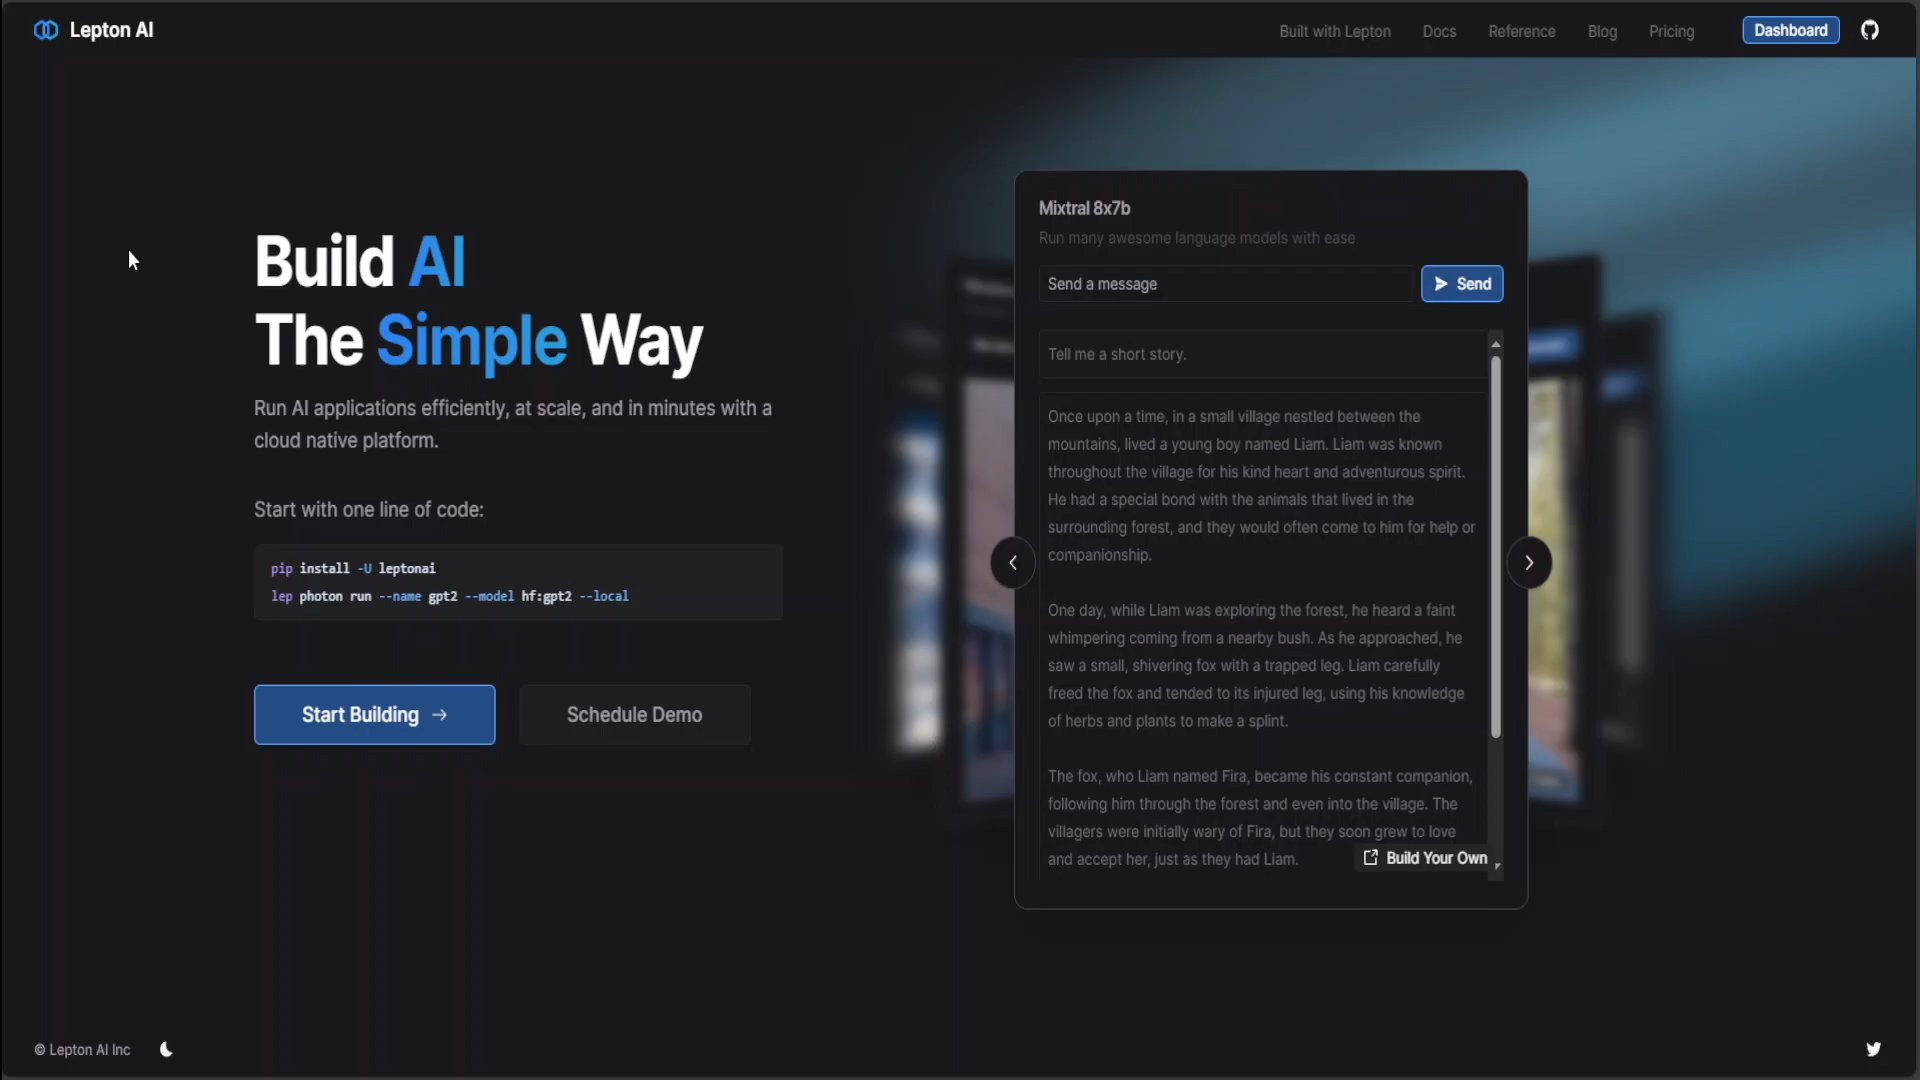 Lepton AI
Built with Lepton
Docs
Reference
Blog
Pricing
Dashboard
Build AI
The Simple Way
Run AI applications efficiently, at scale, and in minutes with a
cloud native platform.
Start with one line of code:
pip install -U leptonai
lep photon run --name gpt2 --model hf:gpt2 --local
Start Building →
Schedule Demo
Mixtral 8x7b
Run many awesome language models with ease
Send a message
Send
Tell me a short story.
Once upon a time, in a small village nestled between the
mountains, lived a young boy named Liam. Liam was known
throughout the village for his kind heart and adventurous spirit.
He had a special bond with the animals that lived in the
surrounding forest, and they would often come to him for help or
companionship.
One day, while Liam was exploring the forest, he heard a faint
whimpering coming from a nearby bush. As he approached, he
saw a small, shivering fox with a trapped leg. Liam carefully
freed the fox and tended to its injured leg, using his knowledge
of herbs and plants to make a splint.
The fox, who Liam named Fira, became his constant companion,
following him through the forest and even into the village. The
villagers were initially wary of Fira, but they soon grew to love
and accept her, just as they had Liam.
Build Your Own
© Lepton AI Inc